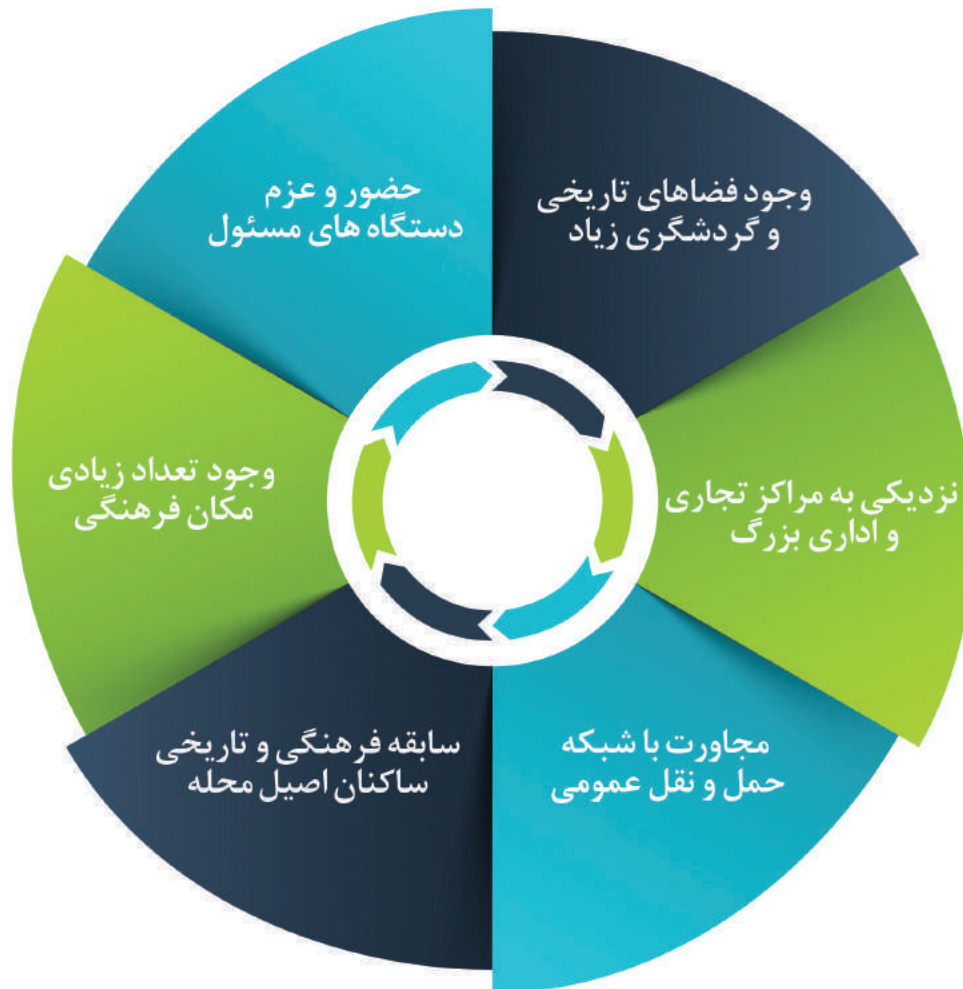 وجود فضاهای تاریخی
و گردشگری زیاد
نزدیکی به مراکز تجاری
و اداری بزرگ
مجاورت با شبکه
حمل و نقل عمومی
سابقه فرهنگی و تاریخی
ساکنان اصیل محله
وجود تعداد زیادی
مکان فرهنگی
حضور و عزم
دستگاه های مسئول